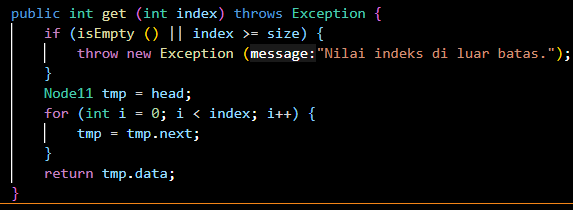 public int get (int index) throws Exception {
    if (isEmpty () || index >= size) {
        throw new Exception (message:"Nilai indeks di luar batas.");
    }
    Node11 tmp = head;
    for (int i = 0; i < index; i++) {
        tmp = tmp.next;
    }
    return tmp.data;
}